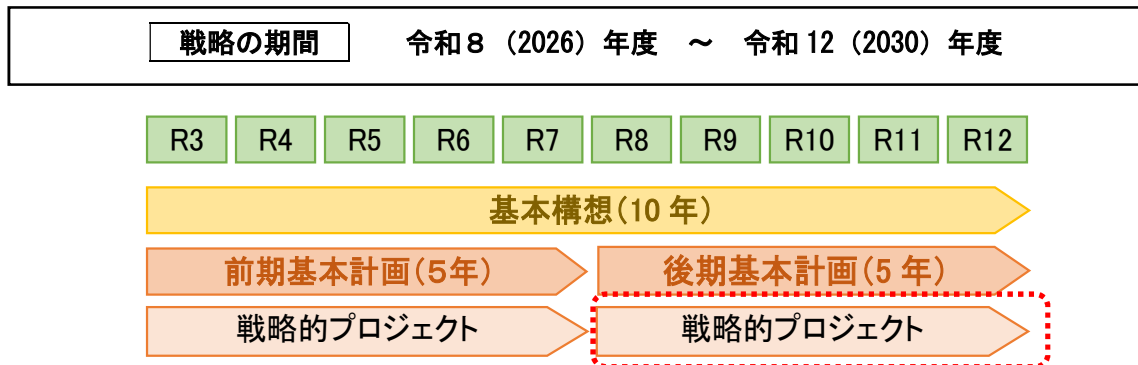 戦略の期間 令和８（2026）年度 ～ 令和 12（2030）年度
R3 R4 R5 R6 R7 R8 R9 R10 R11 R12
基本構想（10 年）
前期基本計画（５年） 後期基本計画（5 年）
戦略的プロジェクト 戦略的プロジェクト